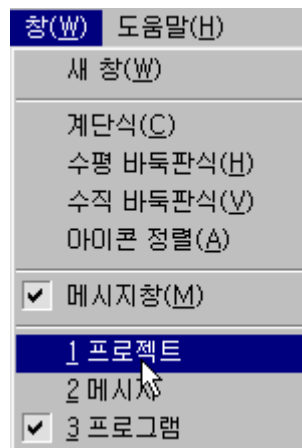 창(W) 도움말(H)
새 창(W)
계단식(C)
수평 바둑판식(H)
수직 바둑판식(V)
아이콘 정렬(A)
메시지창(M)
1 프로젝트
2 메시지
3 프로그램